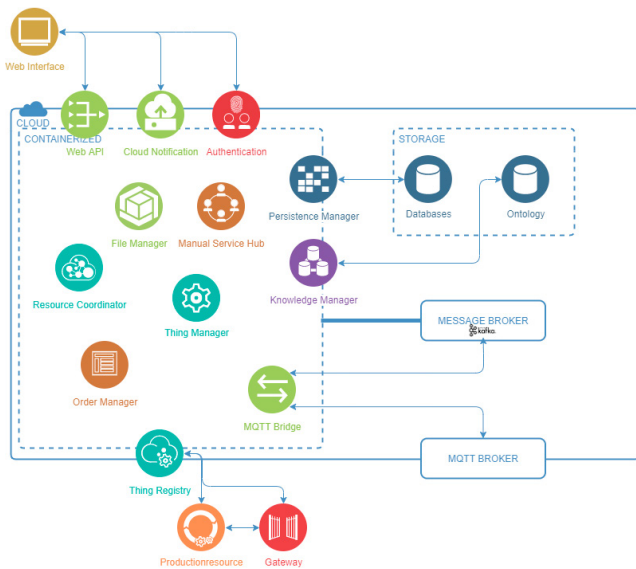 Web Interface
CLOUD
CONTAINERIZED
Web API
Cloud Notification
Authentication
STORAGE
Persistence Manager
Databases
Ontology
File Manager
Manual Service Hub
Knowledge Manager
Resource Coordinator
Thing Manager
MESSAGE BROKER
kafka
Order Manager
MQTT Bridge
MQTT BROKER
Thing Registry
Productionresource
Gateway